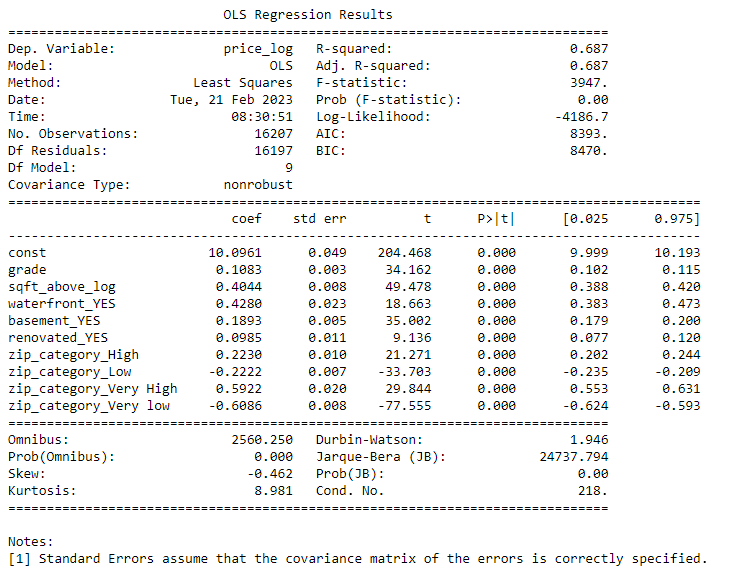 OLS Regression Results
==============================================================================
Dep. Variable:              price_log   R-squared:                       0.687
Model:                            OLS   Adj. R-squared:                  0.687
Method:                 Least Squares   F-statistic:                     3947.
Date:                Tue, 21 Feb 2023   Prob (F-statistic):               0.00
Time:                        08:30:51   Log-Likelihood:                -4186.7
No. Observations:               16207   AIC:                             8393.
Df Residuals:                   16197   BIC:                             8470.
Df Model:                           9
Covariance Type:            nonrobust
==========================================================================================
                             coef    std err          t      P>|t|      [0.025      0.975]
------------------------------------------------------------------------------------------
const                     10.0961      0.049    204.468      0.000       9.999      10.193
grade                      0.1083      0.003     34.162      0.000       0.102       0.115
sqft_above_log             0.4044      0.008     49.478      0.000       0.388       0.420
waterfront_YES             0.4280      0.023     18.663      0.000       0.383       0.473
basement_YES               0.1893      0.005     35.002      0.000       0.179       0.200
renovated_YES              0.0985      0.011      9.136      0.000       0.077       0.120
zip_category_High          0.2230      0.010     21.271      0.000       0.202       0.244
zip_category_Low          -0.2222      0.007    -33.703      0.000      -0.235      -0.209
zip_category_Very High     0.5922      0.020     29.844      0.000       0.553       0.631
zip_category_Very low     -0.6086      0.008    -77.555      0.000      -0.624      -0.593
==============================================================================
Omnibus:                     2560.250   Durbin-Watson:                   1.946
Prob(Omnibus):                  0.000   Jarque-Bera (JB):            24737.794
Skew:                          -0.462   Prob(JB):                         0.00
Kurtosis:                       8.981   Cond. No.                         218.
==============================================================================
Notes:
[1] Standard Errors assume that the covariance matrix of the errors is correctly specified.